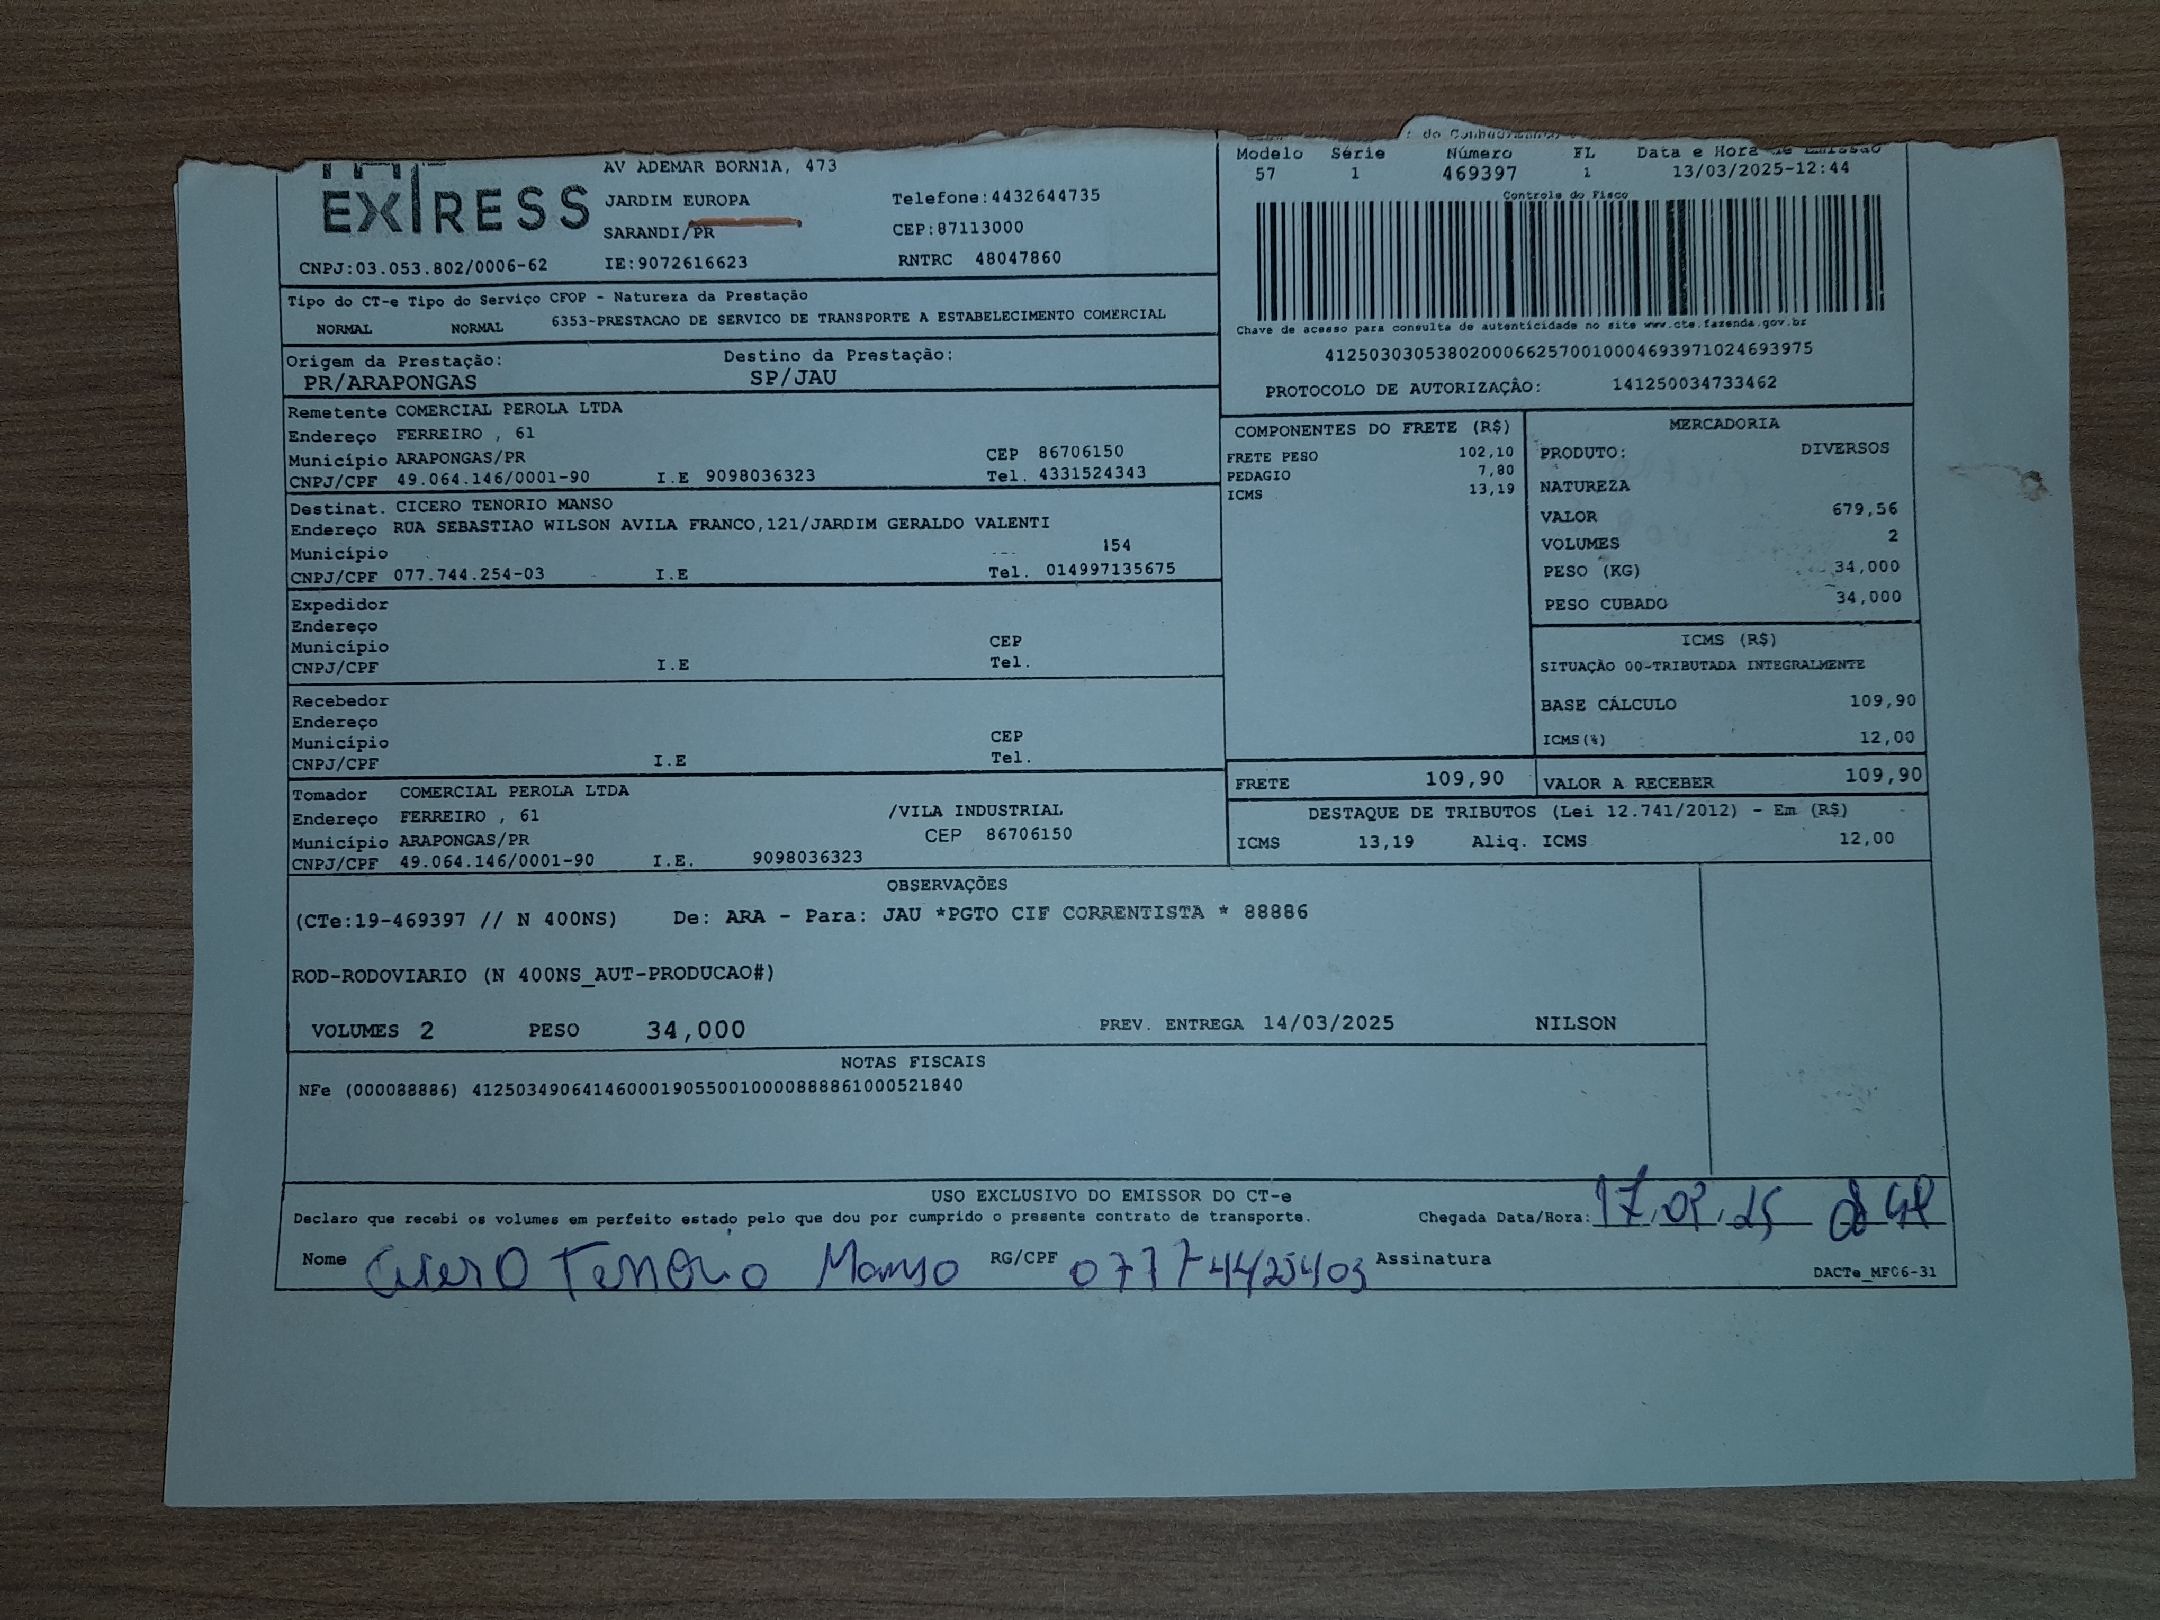 EXPRESS
AV ADEMAR BORNIA, 473
JARDIM EUROPA Telefone:4432644735
SARANDI/PR CEP:87113000
CNPJ:03.053.802/0006-62 IE:9072616623 RNTRC 48047860
Modelo Série Número FL Data e Hora de Emissão
57 1 469397 1 13/03/2025-12:44
Controle do Fisco
Chave de acesso para consulta de autenticidade no site www.cte.fazenda.gov.br
41250303053802000662570010004693971024693975
PROTOCOLO DE AUTORIZAÇÃO: 141250034733462
Tipo do CT-e Tipo do Serviço CFOP - Natureza da Prestação
NORMAL NORMAL 6353-PRESTACAO DE SERVICO DE TRANSPORTE A ESTABELECIMENTO COMERCIAL
Origem da Prestação: Destino da Prestação:
PR/ARAPONGAS SP/JAU
Remetente COMERCIAL PEROLA LTDA
Endereço FERREIRO , 61
Município ARAPONGAS/PR CEP 86706150
CNPJ/CPF 49.064.146/0001-90 I.E 9098036323 Tel. 4331524343
Destinat. CICERO TENORIO MANSO
Endereço RUA SEBASTIAO WILSON AVILA FRANCO,121/JARDIM GERALDO VALENTI
Município 154
CNPJ/CPF 077.744.254-03 I.E Tel. 014997135675
Expedidor
Endereço
Município CEP
CNPJ/CPF I.E Tel.
Recebedor
Endereço
Município CEP
CNPJ/CPF I.E Tel.
Tomador COMERCIAL PEROLA LTDA
Endereço FERREIRO , 61 /VILA INDUSTRIAL
Município ARAPONGAS/PR CEP 86706150
CNPJ/CPF 49.064.146/0001-90 I.E. 9098036323
COMPONENTES DO FRETE (R$)
FRETE PESO 102,10
PEDAGIO 7,80
ICMS 13,19
MERCADORIA
PRODUTO: DIVERSOS
NATUREZA
VALOR 679,56
VOLUMES 2
PESO (KG) 34,000
PESO CUBADO 34,000
ICMS (R$)
SITUAÇÃO 00-TRIBUTADA INTEGRALMENTE
BASE CÁLCULO 109,90
ICMS(%) 12,00
FRETE 109,90 VALOR A RECEBER 109,90
DESTAQUE DE TRIBUTOS (Lei 12.741/2012) - Em (R$)
ICMS 13,19 Aliq. ICMS 12,00
OBSERVAÇÕES
(CTe:19-469397 // N 400NS) De: ARA - Para: JAU *PGTO CIF CORRENTISTA * 88886
ROD-RODOVIARIO (N 400NS_AUT-PRODUCAO#)
VOLUMES 2 PESO 34,000 PREV. ENTREGA 14/03/2025 NILSON
NOTAS FISCAIS
NFe (000088886) 41250349064146000190550010000888861000521840
USO EXCLUSIVO DO EMISSOR DO CT-e
Declaro que recebi os volumes em perfeito estado pelo que dou por cumprido o presente contrato de transporte. Chegada Data/Hora: 17.03.25
Nome Cicero Tenorio Manso RG/CPF 07774425403 Assinatura
DACTe_MFC6-31